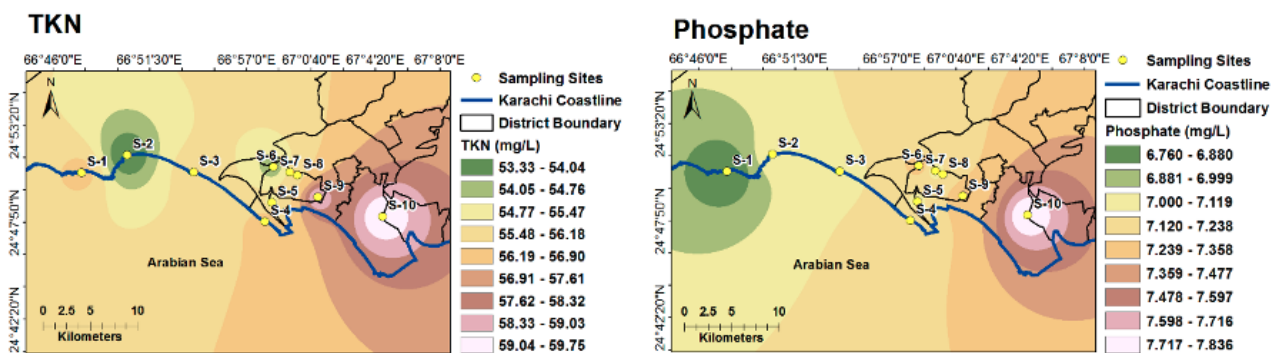 TKN
66°46'0"E 66°51'30"E 66°57'0"E 67°0'40"E 67°4'20"E 67°8'0"E
24°53'20"N
24°47'50"N
24°42'20"N
N
S-1
S-2
S-3
S-6
S-7
S-8
S-9
S-5
S-4
S-10
Arabian Sea
0 2.5 5 10
Kilometers
Sampling Sites
Karachi Coastline
District Boundary
TKN (mg/L)
53.33 - 54.04
54.05 - 54.76
54.77 - 55.47
55.48 - 56.18
56.19 - 56.90
56.91 - 57.61
57.62 - 58.32
58.33 - 59.03
59.04 - 59.75
Phosphate
66°46'0"E 66°51'30"E 66°57'0"E 67°0'40"E 67°4'20"E 67°8'0"E
24°53'20"N
24°47'50"N
24°42'20"N
N
S-1
S-2
S-3
S-6
S-7
S-8
S-9
S-5
S-4
S-10
Arabian Sea
0 2.5 5 10
Kilometers
Sampling Sites
Karachi Coastline
District Boundary
Phosphate (mg/L)
6.760 - 6.880
6.881 - 6.999
7.000 - 7.119
7.120 - 7.238
7.239 - 7.358
7.359 - 7.477
7.478 - 7.597
7.598 - 7.716
7.717 - 7.836